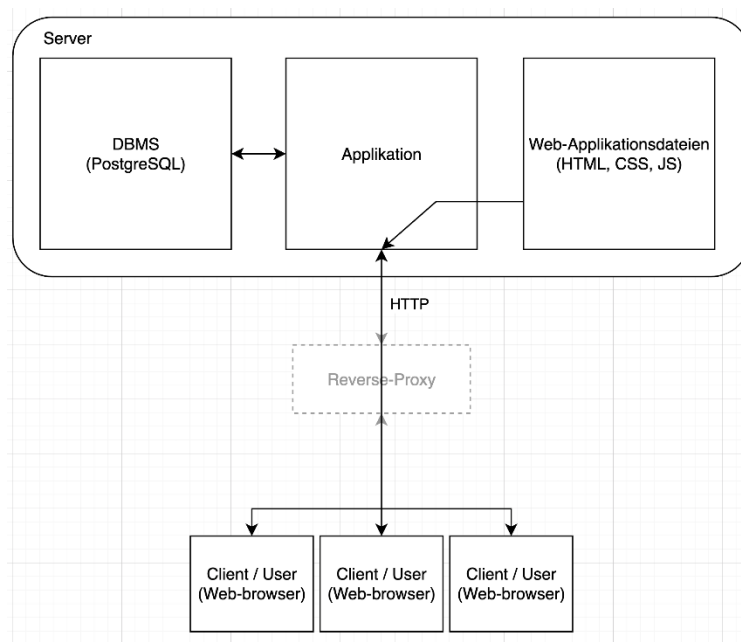 Server
DBMS
(PostgreSQL)
Applikation
Web-Applikationsdateien
(HTML, CSS, JS)
HTTP
Reverse-Proxy
Client / User
(Web-browser)
Client / User
(Web-browser)
Client / User
(Web-browser)